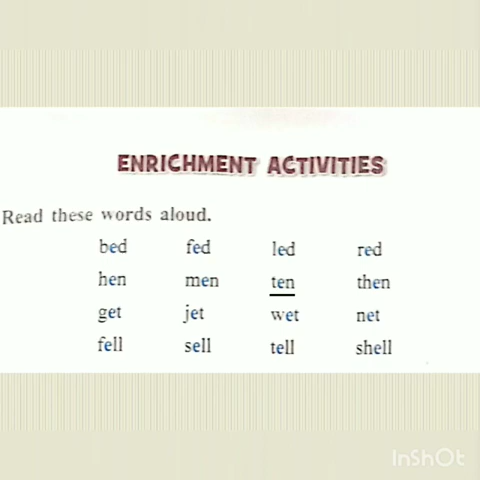 ENRICHMENT ACTIVITIES
Read these words aloud.
bed fed led red
hen men ten then
get jet wet net
fell sell tell shell
InShOt